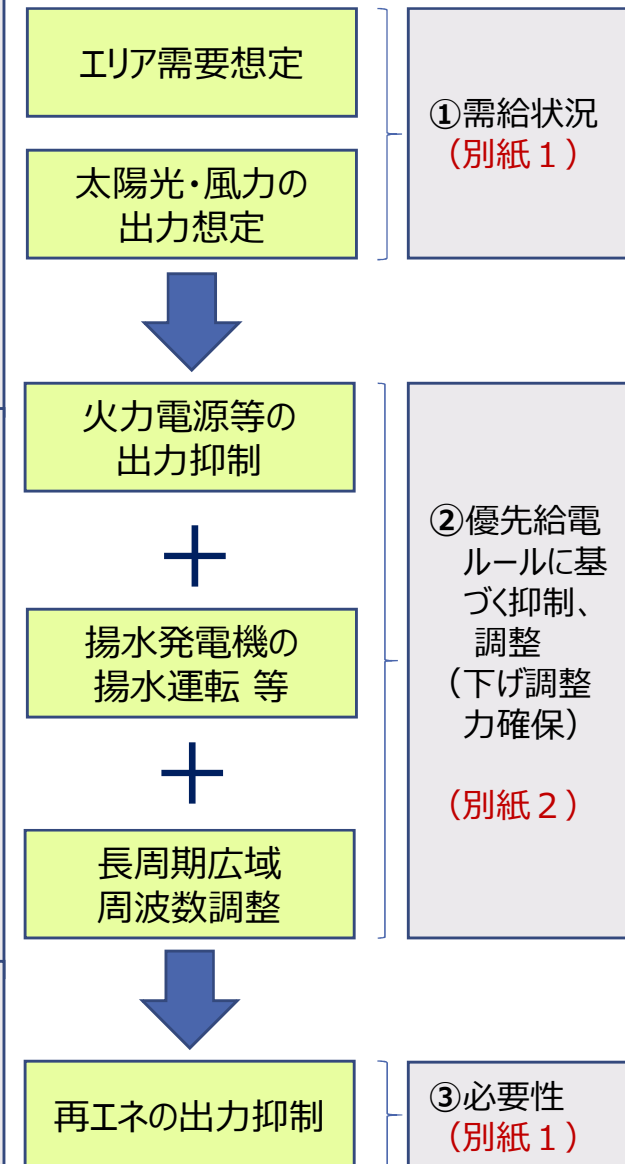 エリア需要想定
太陽光・風力の
出力想定
①需給状況
（別紙１）
火力電源等の
出力抑制
＋
揚水発電機の
揚水運転 等
＋
長周期広域
周波数調整
②優先給電
ルールに基
づく抑制、
調整
（下げ調整
力確保）
（別紙２）
再エネの出力抑制
③必要性
（別紙１）